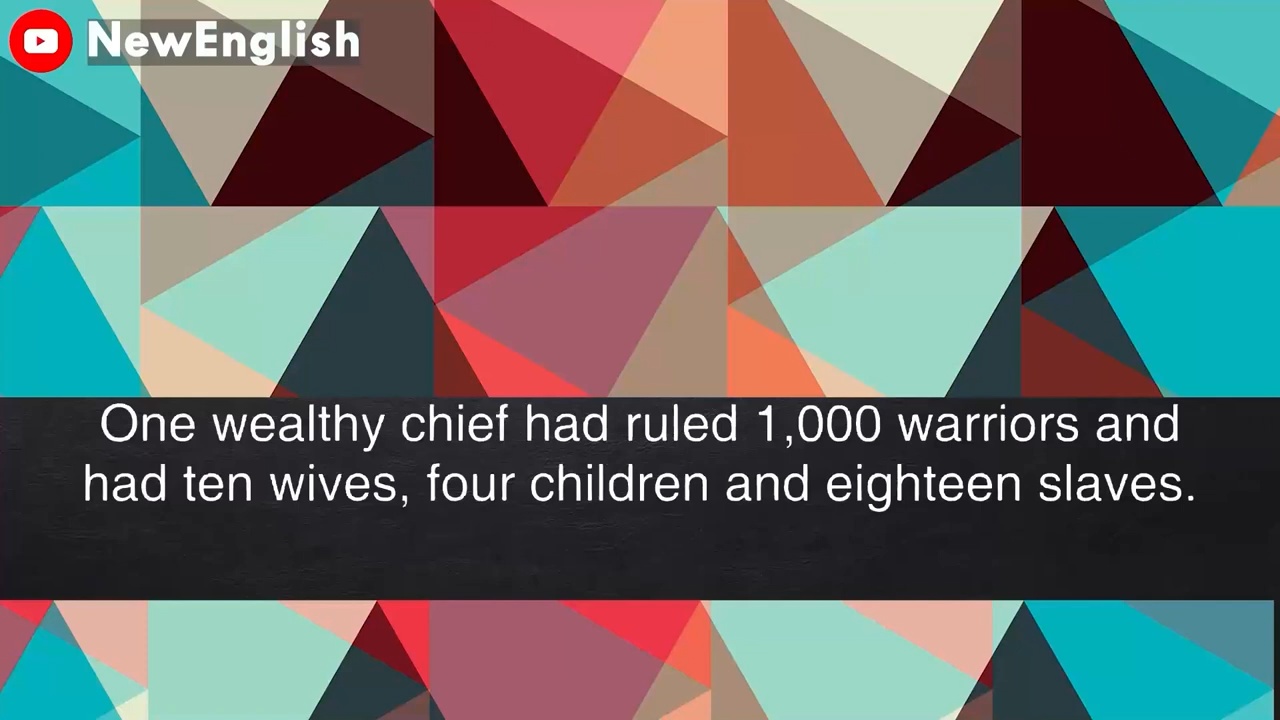 NewEnglish
One wealthy chief had ruled 1,000 warriors and
had ten wives, four children and eighteen slaves.